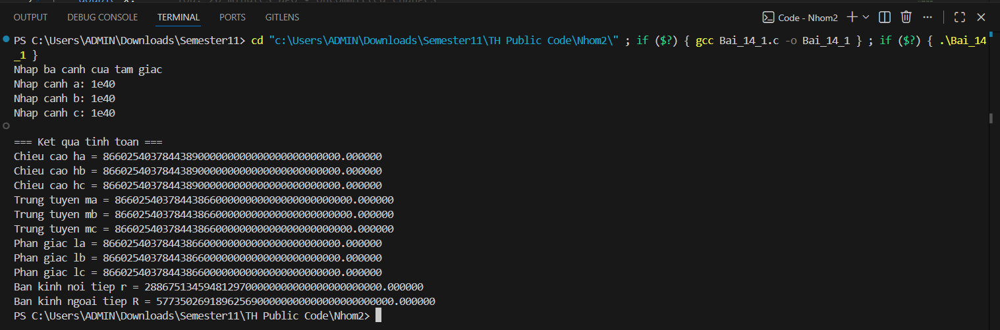 OUTPUT DEBUG CONSOLE TERMINAL PORTS GITLENS Code - Nhom2
PS C:\Users\ADMIN\Downloads\Semester11> cd "c:\Users\ADMIN\Downloads\Semester11\TH Public Code\Nhom2\" ; if ($?) { gcc Bai_14_1.c -o Bai_14_1 } ; if ($?) { .\Bai_14
_1 }
Nhap ba canh cua tam giac
Nhap canh a: 1e40
Nhap canh b: 1e40
Nhap canh c: 1e40
=== Ket qua tinh toan ===
Chieu cao ha = 8660254037844389000000000000000000000000.000000
Chieu cao hb = 8660254037844389000000000000000000000000.000000
Chieu cao hc = 8660254037844389000000000000000000000000.000000
Trung tuyen ma = 8660254037844386600000000000000000000000.000000
Trung tuyen mb = 8660254037844386600000000000000000000000.000000
Trung tuyen mc = 8660254037844386600000000000000000000000.000000
Phan giac la = 8660254037844386600000000000000000000000.000000
Phan giac lb = 8660254037844386600000000000000000000000.000000
Phan giac lc = 8660254037844386600000000000000000000000.000000
Ban kinh noi tiep r = 2886751345948129700000000000000000000000.000000
Ban kinh ngoai tiep R = 5773502691896256900000000000000000000000.000000
PS C:\Users\ADMIN\Downloads\Semester11\TH Public Code\Nhom2>